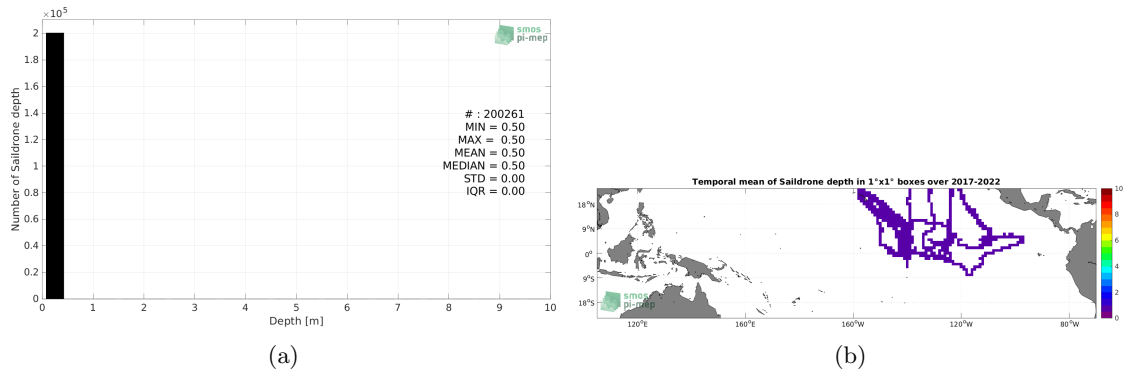 ×10⁵
2
1.8
1.6
1.4
1.2
1
0.8
0.6
0.4
0.2
0
Number of Saildrone depth
smos
pi-mep
# : 200261
MIN = 0.50
MAX = 0.50
MEAN = 0.50
MEDIAN = 0.50
STD = 0.00
IQR = 0.00
0 1 2 3 4 5 6 7 8 9 10
Depth [m]
(a)
Temporal mean of Saildrone depth in 1°x1° boxes over 2017-2022
18°N
9°N
0°
9°S
18°S
smos
pi-mep
120°E 160°E 160°W 120°W 80°W
10
8
6
4
2
0
(b)